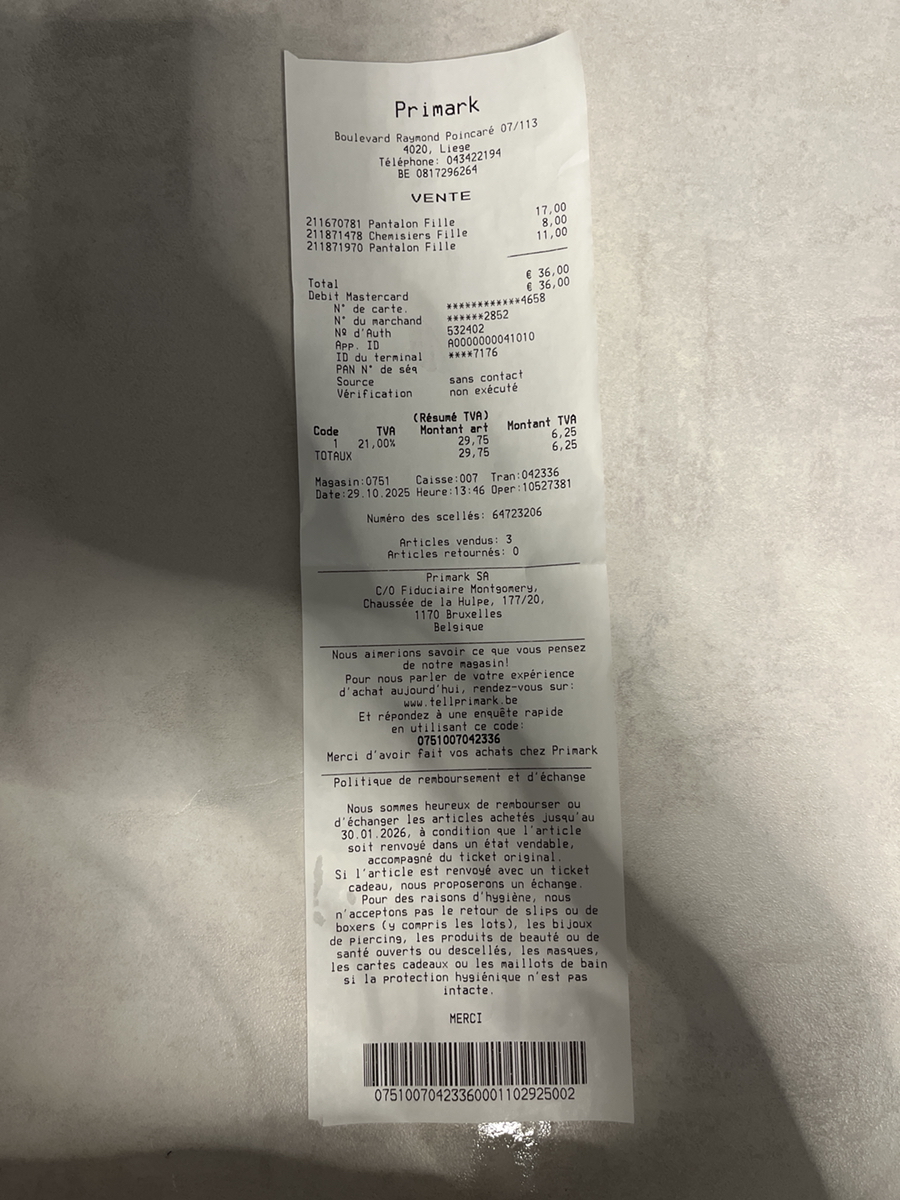 Primark
Boulevard Raymond Poincaré 07/113
4020, Liege
Téléphone: 043422194
BE 0817296264
VENTE
211670781 Pantalon Fille 17,00
211871478 Chemisiers Fille 8,00
211871970 Pantalon Fille 11,00
Total € 36,00
Debit Mastercard € 36,00
N° de carte. ************4658
N° du marchand ******2852
Nº d'Auth 532402
App. ID A0000000041010
ID du terminal ****7176
PAN N° de séq
Source sans contact
Vérification non exécuté
(Résumé TVA)
Code TVA Montant art Montant TVA
1 21,00% 29,75 6,25
TOTAUX 29,75 6,25
Magasin:0751 Caisse:007 Tran:042336
Date:29.10.2025 Heure:13:46 Oper:10527381
Numéro des scellés: 64723206
Articles vendus: 3
Articles retournés: 0
Primark SA
C/O Fiduciaire Montgomery,
Chaussée de la Hulpe, 177/20,
1170 Bruxelles
Belgique
Nous aimerions savoir ce que vous pensez
de notre magasin!
Pour nous parler de votre expérience
d'achat aujourd'hui, rendez-vous sur:
www.tellprimark.be
Et répondez à une enquête rapide
en utilisant ce code:
0751007042336
Merci d'avoir fait vos achats chez Primark
Politique de remboursement et d'échange
Nous sommes heureux de rembourser ou
d'échanger les articles achetés jusqu'au
30.01.2026, à condition que l'article
soit renvoyé dans un état vendable,
accompagné du ticket original.
Si l'article est renvoyé avec un ticket
cadeau, nous proposerons un échange.
Pour des raisons d'hygiène, nous
n'acceptons pas le retour de slips ou de
boxers (y compris les lots), les bijoux
de piercing, les produits de beauté ou de
santé ouverts ou descellés, les masques,
les cartes cadeaux ou les maillots de bain
si la protection hygiénique n'est pas
intacte.
MERCI
07510070423360001102925002